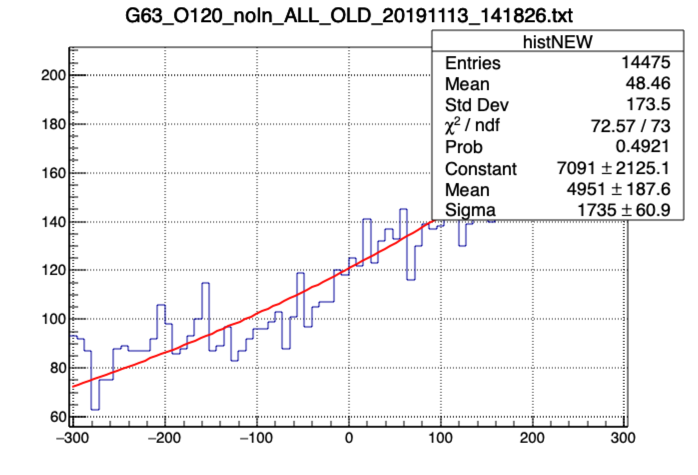 G63_O120_noIn_ALL_OLD_20191113_141826.txt
histNEW
Entries 14475
Mean 48.46
Std Dev 173.5
χ² / ndf 72.57 / 73
Prob 0.4921
Constant 7091 ± 2125.1
Mean 4951 ± 187.6
Sigma 1735 ± 60.9
200
180
160
140
120
100
80
60
−300 −200 −100 0 100 200 300